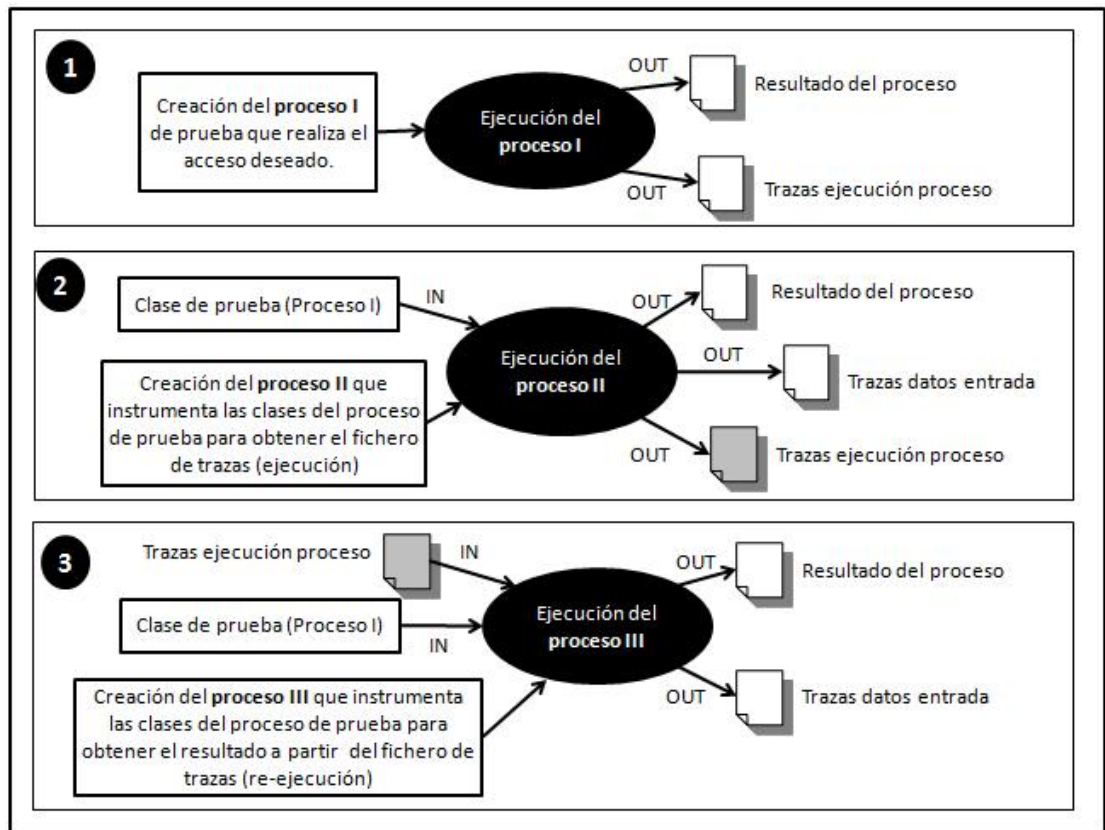 1
Creación del proceso I
de prueba que realiza el
acceso deseado.
Ejecución del
proceso I
OUT
Resultado del proceso
OUT
Trazas ejecución proceso
2
Clase de prueba (Proceso I)
IN
Creación del proceso II que
instrumenta las clases del proceso
de prueba para obtener el fichero
de trazas (ejecución)
Ejecución del
proceso II
OUT
Resultado del proceso
OUT
Trazas datos entrada
OUT
Trazas ejecución proceso
3
Trazas ejecución proceso
IN
Clase de prueba (Proceso I)
IN
Creación del proceso III que instrumenta
las clases del proceso de prueba para
obtener el resultado a partir del fichero de
trazas (re-ejecución)
Ejecución del
proceso III
OUT
Resultado del proceso
OUT
Trazas datos entrada